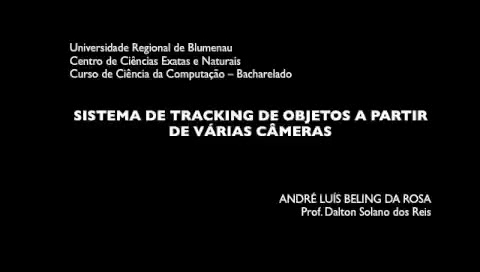 Universidade Regional de Blumenau
Centro de Ciências Exatas e Naturais
Curso de Ciência da Computação – Bacharelado
SISTEMA DE TRACKING DE OBJETOS A PARTIR
DE VÁRIAS CÂMERAS
ANDRÉ LUÍS BELING DA ROSA
Prof. Dalton Solano dos Reis